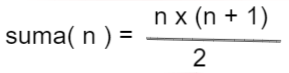 suma( n ) = n x (n + 1)
2